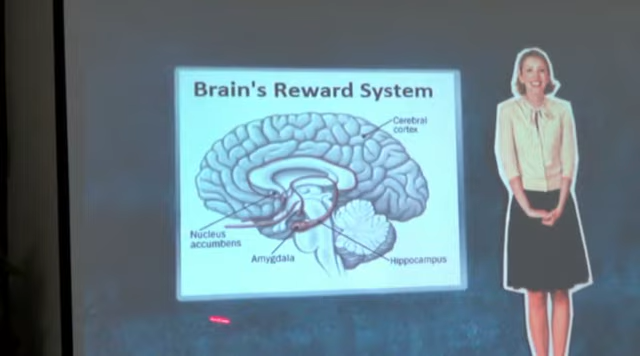 Brain's Reward System
Cerebral
cortex
Nucleus
accumbens
Amygdala
Hippocampus